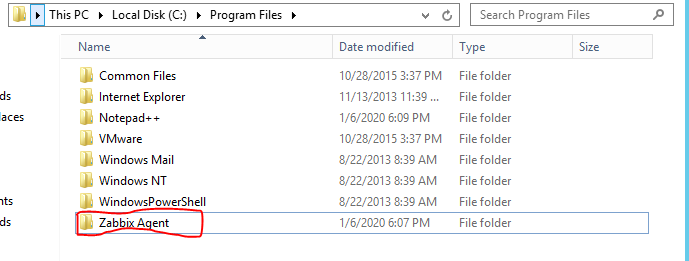 This PC Local Disk (C:) Program Files Search Program Files
Name Date modified Type Size
Common Files 10/28/2015 3:37 PM File folder
ds Internet Explorer 11/13/2013 11:39 ... File folder
laces Notepad++ 1/6/2020 6:09 PM File folder
VMware 10/28/2015 3:37 PM File folder
Windows Mail 8/22/2013 8:39 AM File folder
Windows NT 8/22/2013 8:39 AM File folder
nts WindowsPowerShell 8/22/2013 8:39 AM File folder
ds Zabbix Agent 1/6/2020 6:07 PM File folder